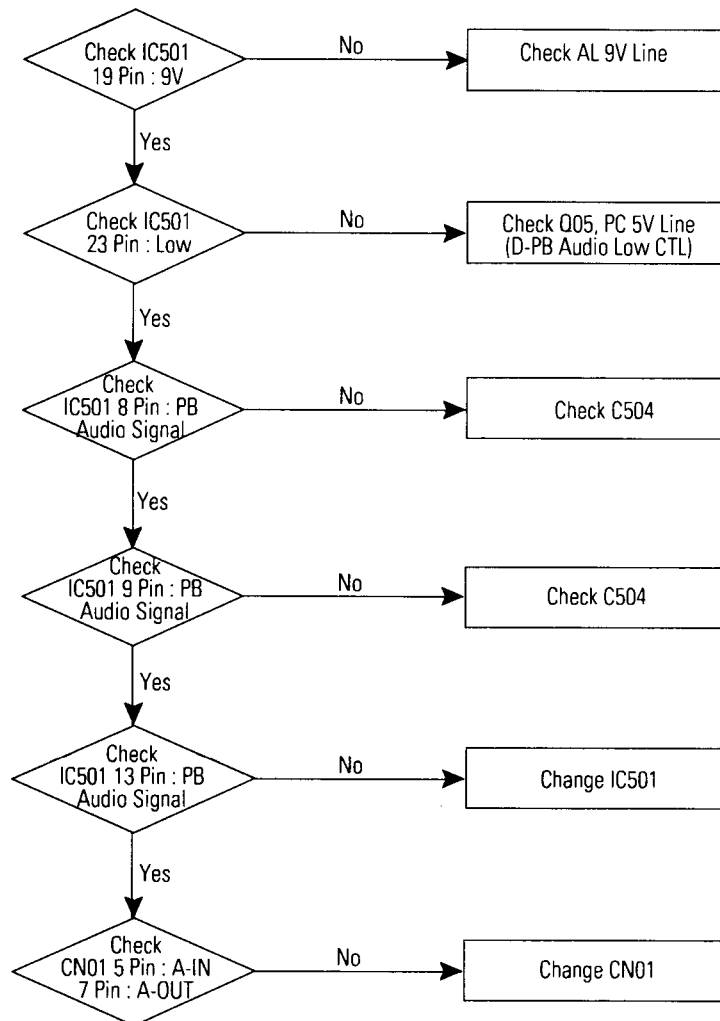 Check IC501
19 Pin : 9V
No
Check AL 9V Line
Yes
Check IC501
23 Pin : Low
No
Check Q05, PC 5V Line
(D-PB Audio Low CTL)
Yes
Check
IC501 8 Pin : PB
Audio Signal
No
Check C504
Yes
Check
IC501 9 Pin : PB
Audio Signal
No
Check C504
Yes
Check
IC501 13 Pin : PB
Audio Signal
No
Change IC501
Yes
Check
CN01 5 Pin : A-IN
7 Pin : A-OUT
No
Change CN01